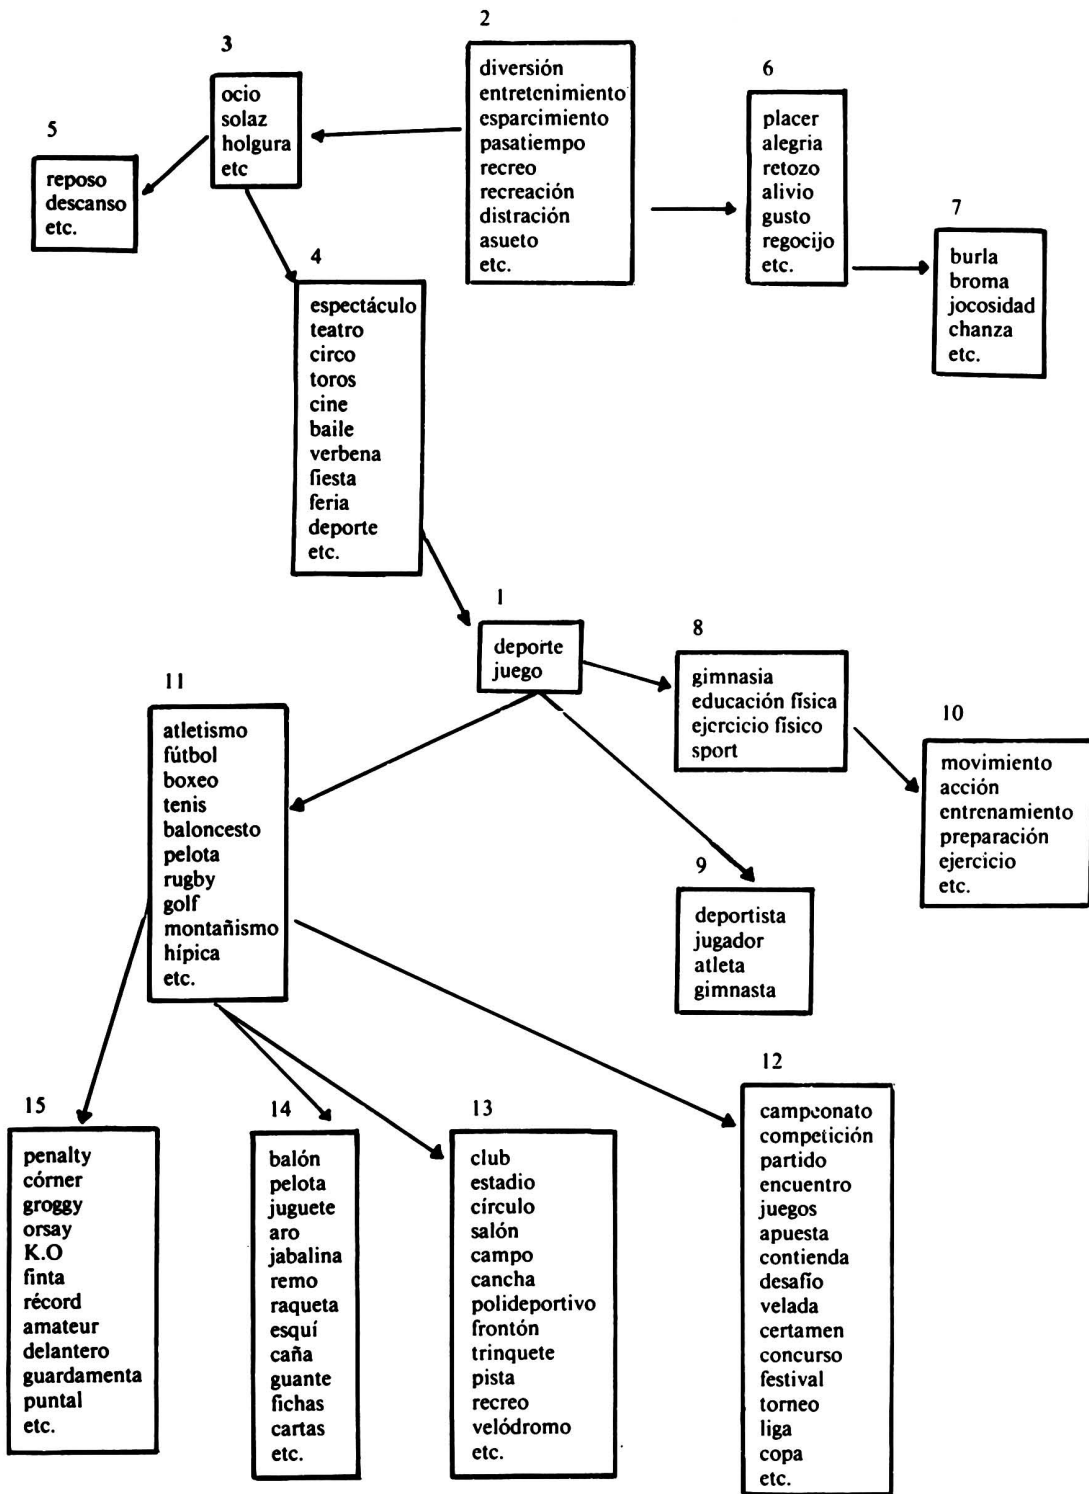 3
ocio
solaz
holgura
etc
2
diversión
entretenimiento
esparcimiento
pasatiempo
recreo
recreación
distración
asueto
etc.
6
placer
alegria
retozo
alivio
gusto
regocijo
etc.
5
reposo
descanso
etc.
7
burla
broma
jocosidad
chanza
etc.
4
espectáculo
teatro
circo
toros
cine
baile
verbena
fiesta
feria
deporte
etc.
1
deporte
juego
8
gimnasia
educación física
ejercicio físico
sport
11
atletismo
fútbol
boxeo
tenis
baloncesto
pelota
rugby
golf
montañismo
hípica
etc.
10
movimiento
acción
entrenamiento
preparación
ejercicio
etc.
9
deportista
jugador
atleta
gimnasta
15
penalty
córner
groggy
orsay
K.O
finta
récord
amateur
delantero
guardamenta
puntal
etc.
14
balón
pelota
juguete
aro
jabalina
remo
raqueta
esquí
caña
guante
fichas
cartas
etc.
13
club
estadio
círculo
salón
campo
cancha
polideportivo
frontón
trinquete
pista
recreo
velódromo
etc.
12
campeonato
competición
partido
encuentro
juegos
apuesta
contienda
desafío
velada
certamen
concurso
festival
torneo
liga
copa
etc.